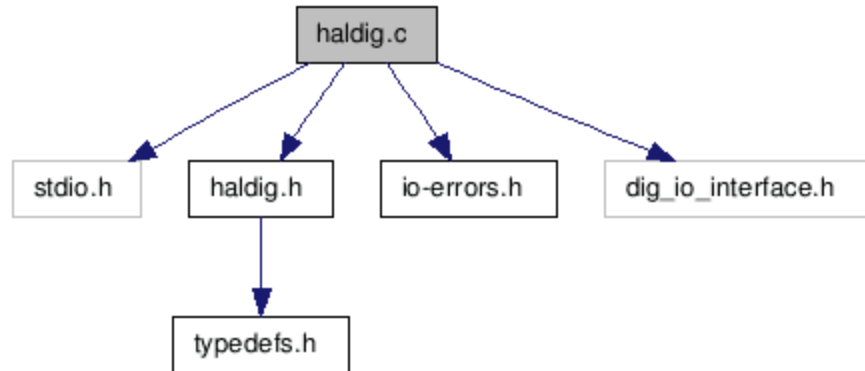 haldig.c
stdio.h
haldig.h
io-errors.h
dig_io_interface.h
typedefs.h